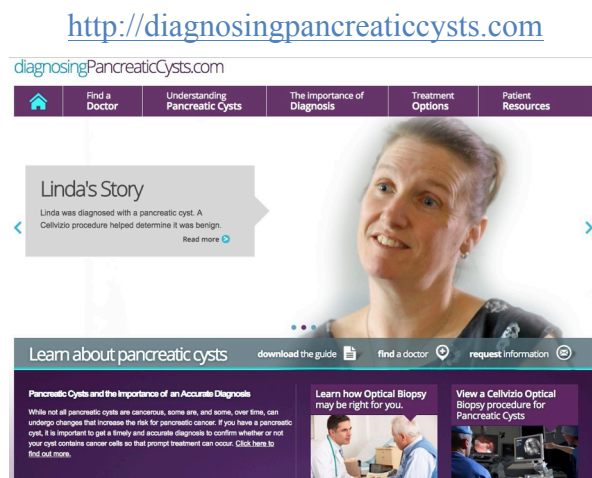 http://diagnosingpancreaticcysts.com
diagnosingPancreaticCysts.com
Find a
Doctor
Understanding
Pancreatic Cysts
The importance of
Diagnosis
Treatment
Options
Patient
Resources
Linda's Story
Linda was diagnosed with a pancreatic cyst. A
Cellvizio procedure helped determine it was benign.
Read more
Learn about pancreatic cysts
download the guide
find a doctor
request information
Pancreatic Cysts and the Importance of an Accurate Diagnosis
While not all pancreatic cysts are cancerous, some are, and some, over time, can
undergo changes that increase the risk for pancreatic cancer. If you have a pancreatic
cyst, it is important to get a timely and accurate diagnosis to confirm whether or not
your cyst contains cancer cells so that prompt treatment can occur. Click here to
find out more.
Learn how Optical Biopsy
may be right for you.
View a Cellvizio Optical
Biopsy procedure for
Pancreatic Cysts